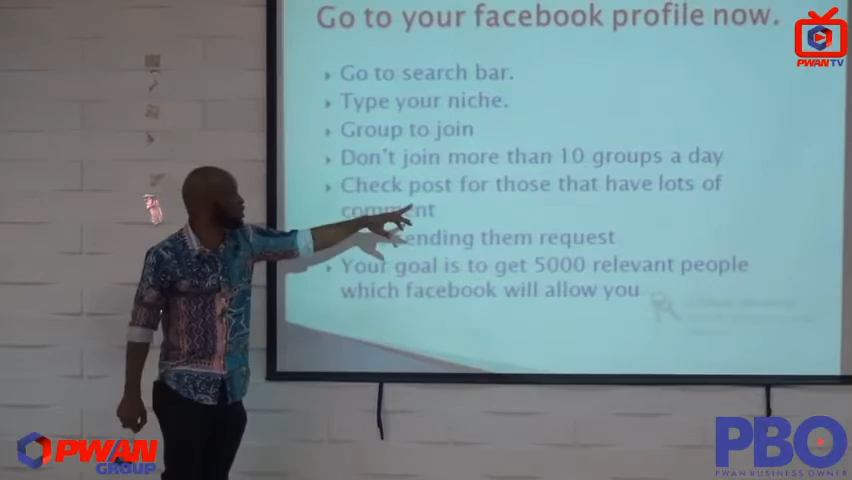 Go to your facebook profile now.
Go to search bar.
Type your niche.
Group to join
Don't join more than 10 groups a day
Check post for those that have lots of
comment
ending them request
Your goal is to get 5000 relevant people
which facebook will allow you
PWANTV
PWAN
GROUP
PBO
PWAN BUSINESS OWNER